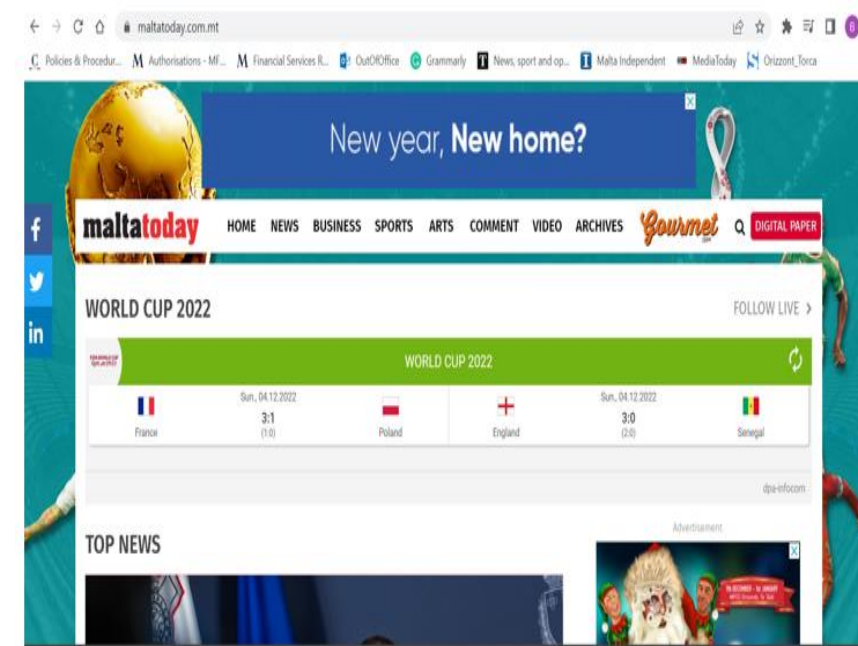 maltatoday.com.mt
Policies & Procedur... Authorisations - MF... Financial Services R... OutOfOffice Grammarly News, sport and op... Malta Independent MediaToday Orizzont_Torca
New year, New home?
maltatoday HOME NEWS BUSINESS SPORTS ARTS COMMENT VIDEO ARCHIVES Gourmet DIGITAL PAPER
WORLD CUP 2022 FOLLOW LIVE >
WORLD CUP 2022
Sun., 04.12.2022 Sun., 04.12.2022
3:1 3:0
France (1:0) Poland England (2:0) Senegal
dpa-infocom
Advertisement
TOP NEWS